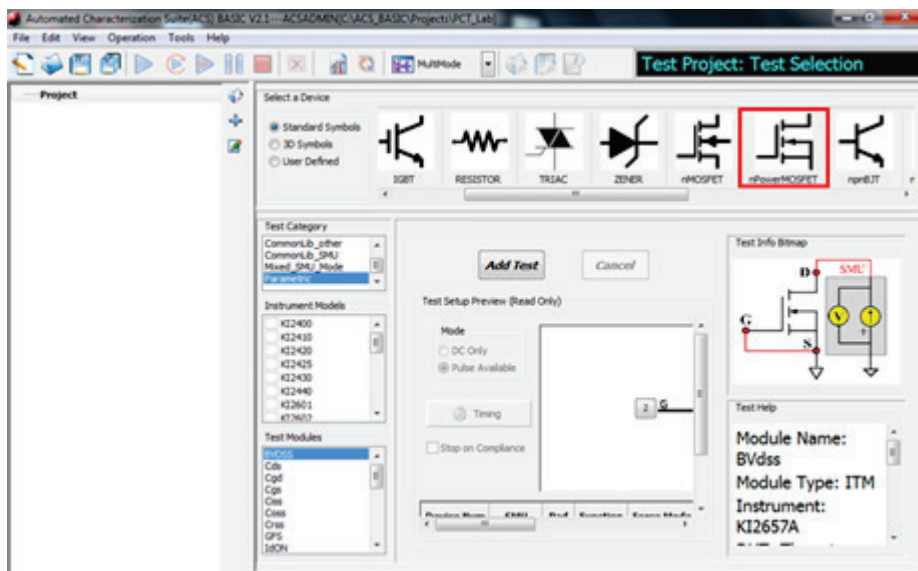 Automated Characterization Suite(ACS) BASIC V2.1---ACSADMIN[C:\ACS_BASIC\Projects\PCT_Lab]
File Edit View Operation Tools Help
MultiMode
Test Project: Test Selection
Project
Select a Device
Standard Symbols
3D Symbols
User Defined
IGBT RESISTOR TRIAC ZENER nMOSFET nPowerMOSFET npnBJT
Test Category
CommonLib_other
CommonLib_SMU
Mixed_SMU_Mode
Parametric
Instrument Models
KI2400
KI2410
KI2420
KI2425
KI2430
KI2440
KI2601
KI2602
Test Modules
BVDSS
Cds
Cgd
Cgs
Ciss
Coss
Crss
GFS
IdON
Add Test Cancel
Test Setup Preview (Read Only)
Mode
DC Only
Pulse Available
Timing
Stop on Compliance
2 G
SMU Pad Function
Test Info Bitmap
D SMU
G V
S
Test Help
Module Name:
BVdss
Module Type: ITM
Instrument:
KI2657A